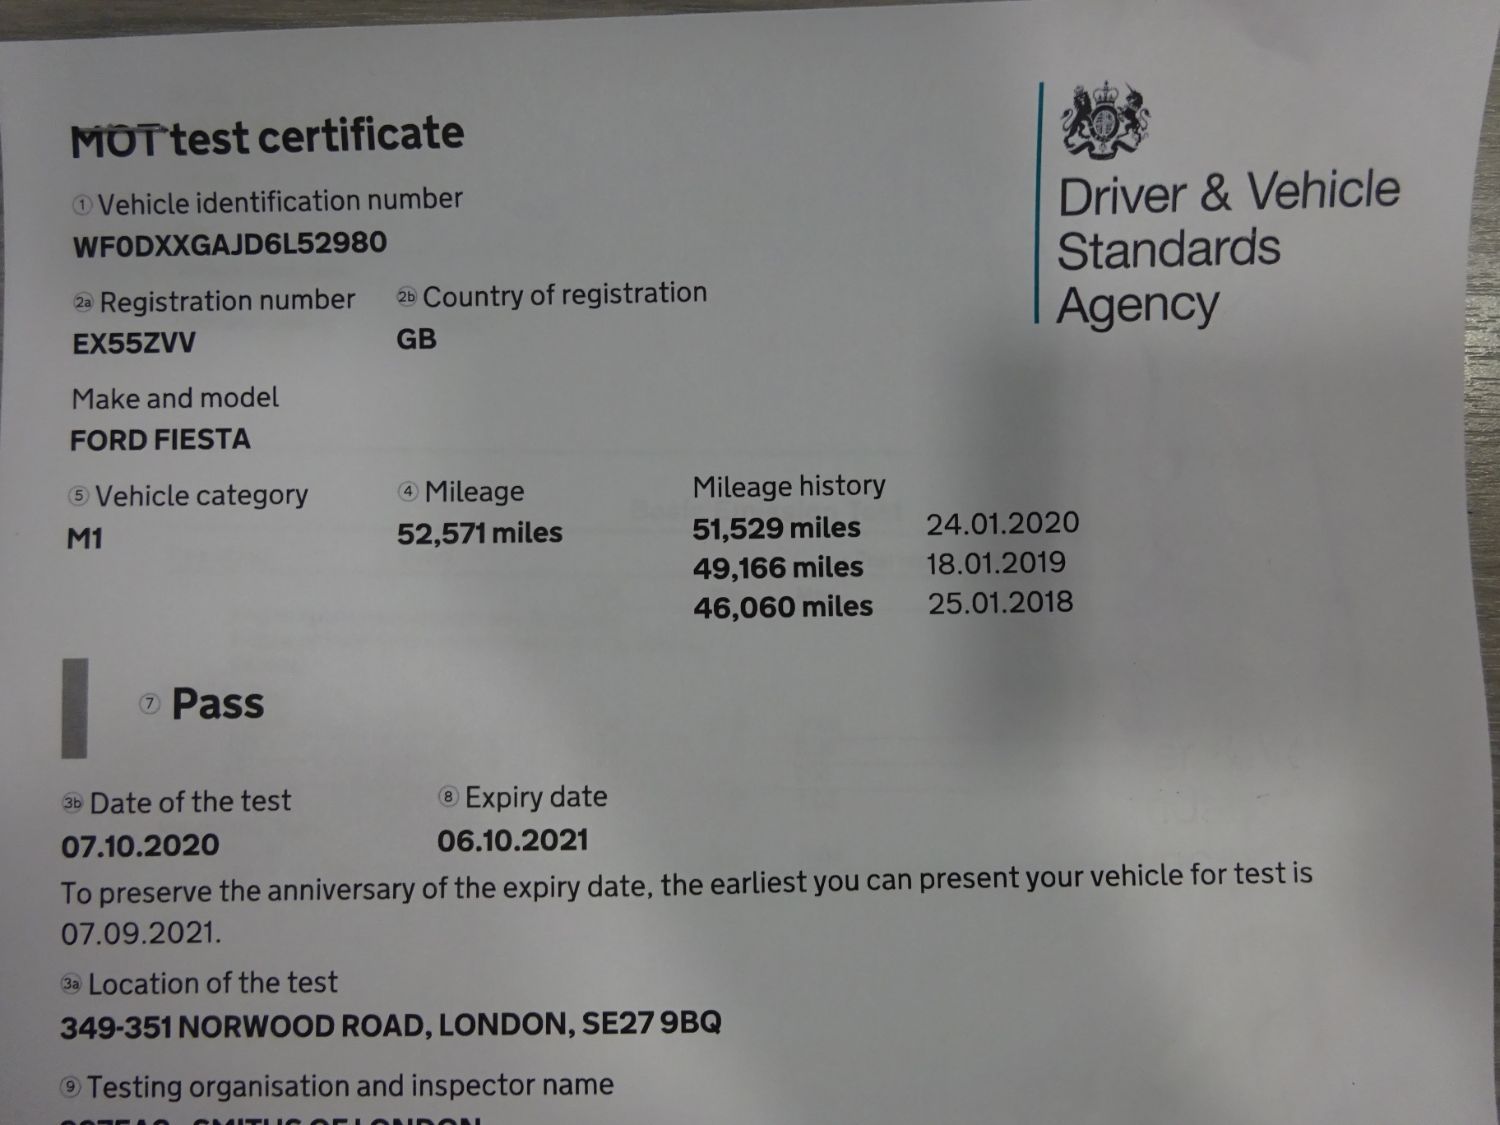 MOT test certificate
Driver & Vehicle
Standards
Agency
1 Vehicle identification number
WF0DXXGAJD6L52980
2a Registration number 2b Country of registration
EX55ZVV GB
Make and model
FORD FIESTA
5 Vehicle category 4 Mileage Mileage history
M1 52,571 miles 51,529 miles 24.01.2020
49,166 miles 18.01.2019
46,060 miles 25.01.2018
7 Pass
3b Date of the test 8 Expiry date
07.10.2020 06.10.2021
To preserve the anniversary of the expiry date, the earliest you can present your vehicle for test is
07.09.2021.
3a Location of the test
349-351 NORWOOD ROAD, LONDON, SE27 9BQ
9 Testing organisation and inspector name
SMITHS OF LONDON